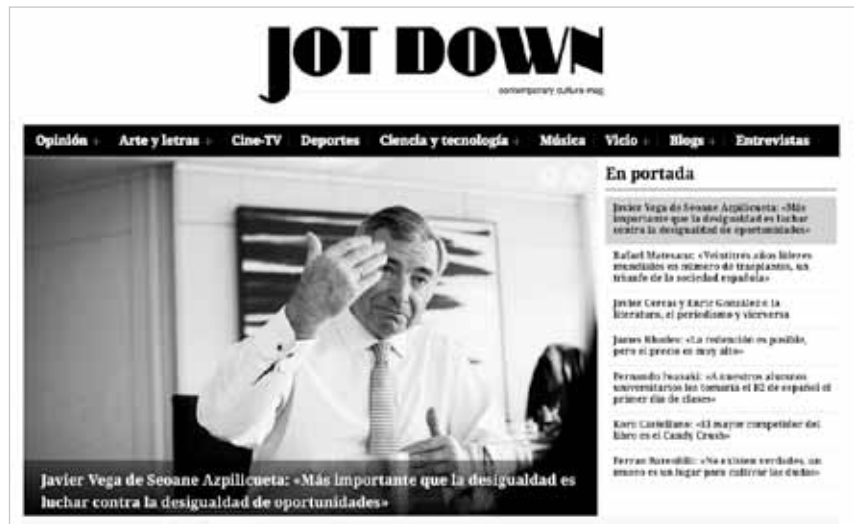 JOT DOWN
contemporary culture mag
Opinión + Arte y letras + Cine-TV Deportes Ciencia y tecnología + Música Vicio + Blogs + Entrevistas
En portada
Javier Vega de Seoane Azpilicueta: «Más
importante que la desigualdad es luchar
contra la desigualdad de oportunidades»
Rafael Matesanz: «Veintitrés años líderes
mundiales en número de trasplantes, un
triunfo de la sociedad española»
Javier Cercas y Enric González o la
literatura, el periodismo y viceversa
James Rhodes: «La redención es posible,
pero el precio es muy alto»
Fernando Iwasaki: «A nuestros alumnos
universitarios les tomaría el B2 de español el
primer día de clases»
Koro Castellano: «El mayor competidor del
libro es el Candy Crush»
Ferran Barenblit: «No existen verdades, un
museo es un lugar para cultivar las dudas»
Javier Vega de Seoane Azpilicueta: «Más importante que la desigualdad es
luchar contra la desigualdad de oportunidades»